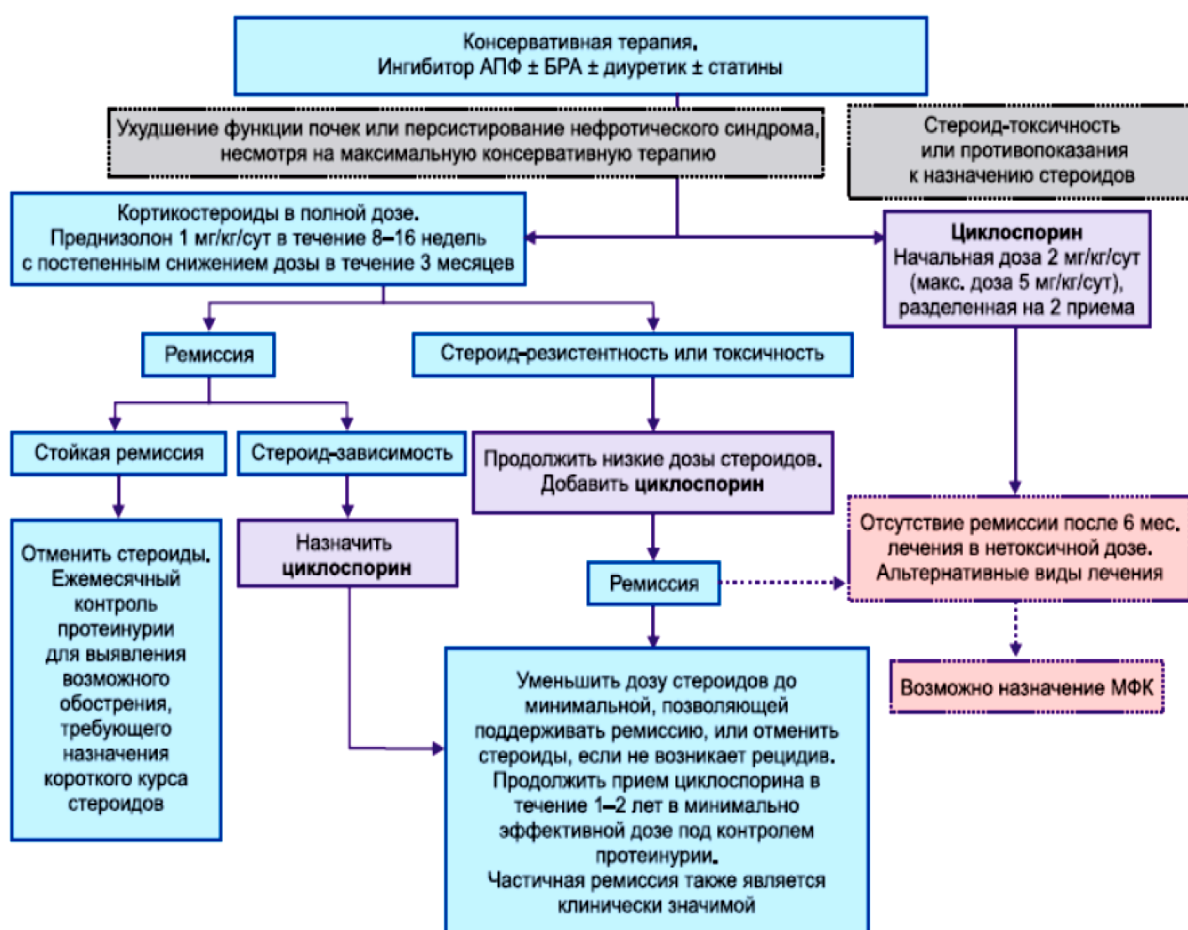 Консервативная терапия.
Ингибитор АПФ ± БРА ± диуретик ± статины
Ухудшение функции почек или персистирование нефротического синдрома,
несмотря на максимальную консервативную терапию
Стероид-токсичность
или противопоказания
к назначению стероидов
Кортикостероиды в полной дозе.
Преднизолон 1 мг/кг/сут в течение 8–16 недель
с постепенным снижением дозы в течение 3 месяцев
Циклоспорин
Начальная доза 2 мг/кг/сут
(макс. доза 5 мг/кг/сут),
разделенная на 2 приема
Ремиссия
Стероид-резистентность или токсичность
Стойкая ремиссия
Стероид-зависимость
Продолжить низкие дозы стероидов.
Добавить циклоспорин
Отменить стероиды.
Ежемесячный
контроль
протеинурии
для выявления
возможного
обострения,
требующего
назначения
короткого курса
стероидов
Назначить
циклоспорин
Ремиссия
Отсутствие ремиссии после 6 мес.
лечения в нетоксичной дозе.
Альтернативные виды лечения
Возможно назначение МФК
Уменьшить дозу стероидов до
минимальной, позволяющей
поддерживать ремиссию, или отменить
стероиды, если не возникает рецидив.
Продолжить прием циклоспорина в
течение 1–2 лет в минимально
эффективной дозе под контролем
протеинурии.
Частичная ремиссия также является
клинически значимой